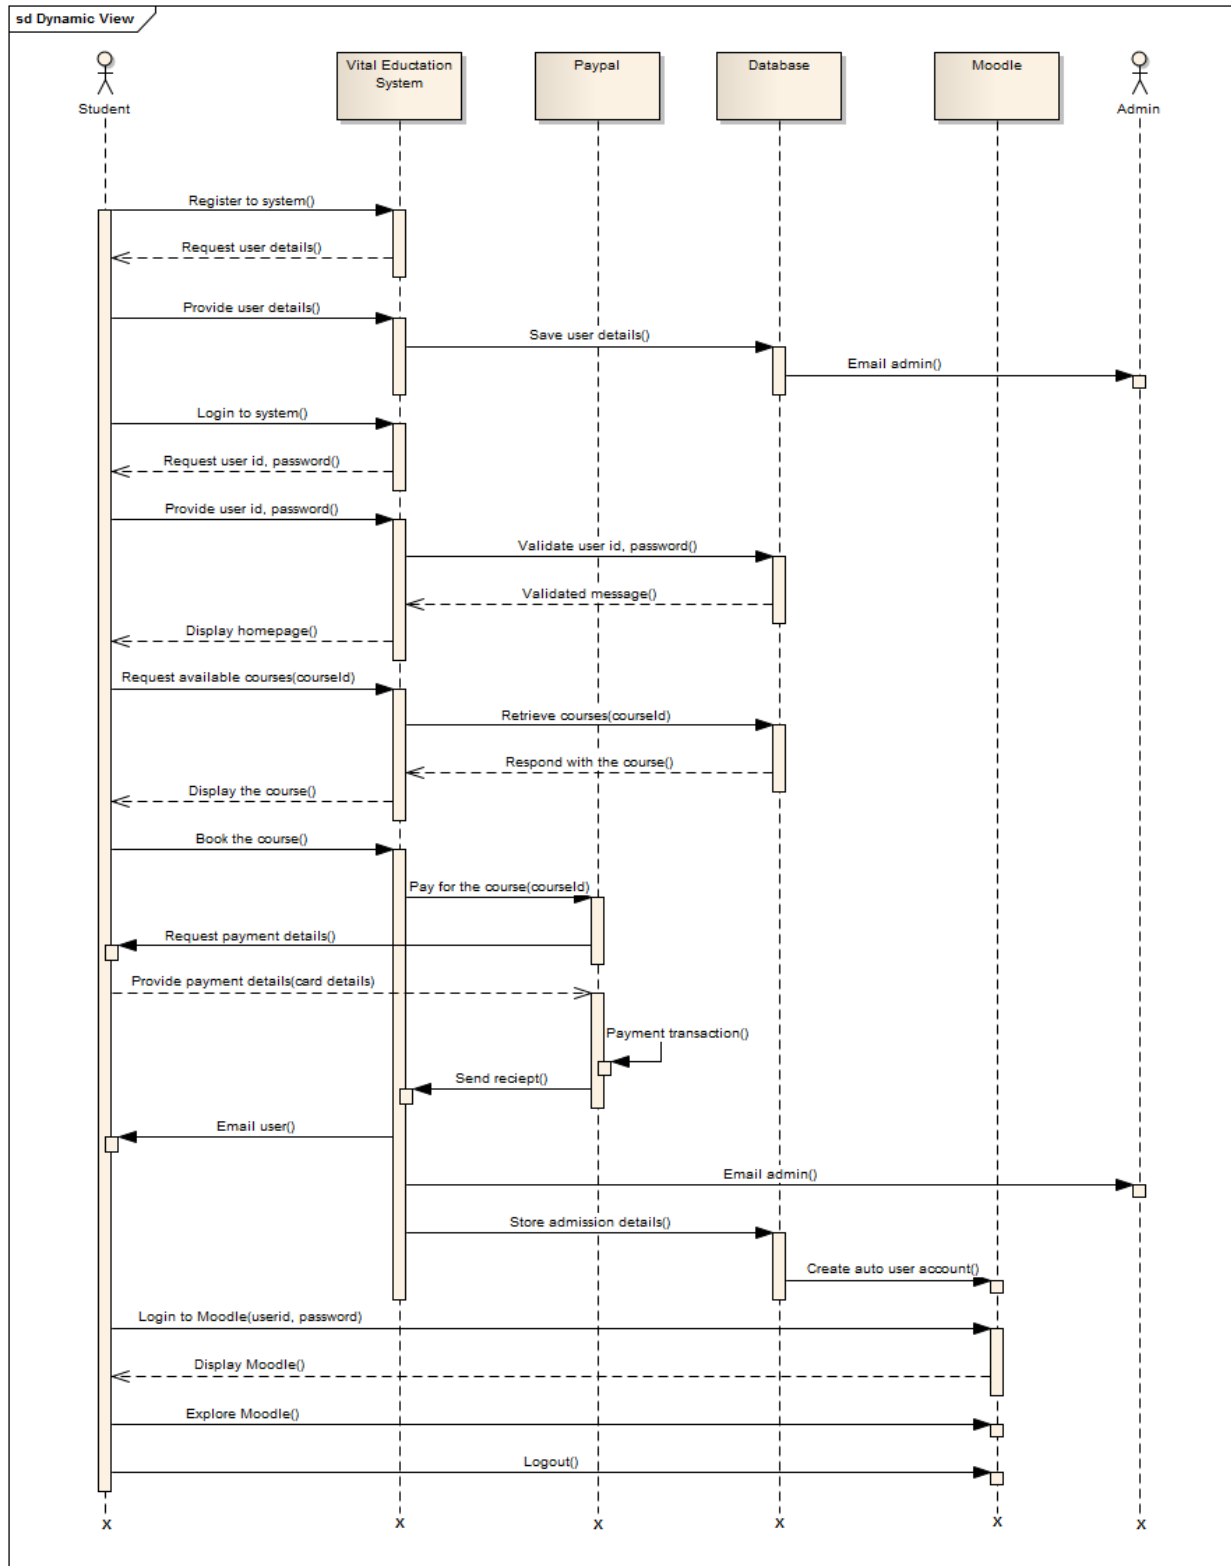 sd Dynamic View
Student
Vital Eductation
System
Paypal
Database
Moodle
Admin
Register to system()
Request user details()
Provide user details()
Save user details()
Email admin()
Login to system()
Request user id, password()
Provide user id, password()
Validate user id, password()
Validated message()
Display homepage()
Request available courses(courseId)
Retrieve courses(courseId)
Respond with the course()
Display the course()
Book the course()
Pay for the course(courseId)
Request payment details()
Provide payment details(card details)
Payment transaction()
Send reciept()
Email user()
Email admin()
Store admission details()
Create auto user account()
Login to Moodle(userid, password)
Display Moodle()
Explore Moodle()
Logout()
x x x x x x